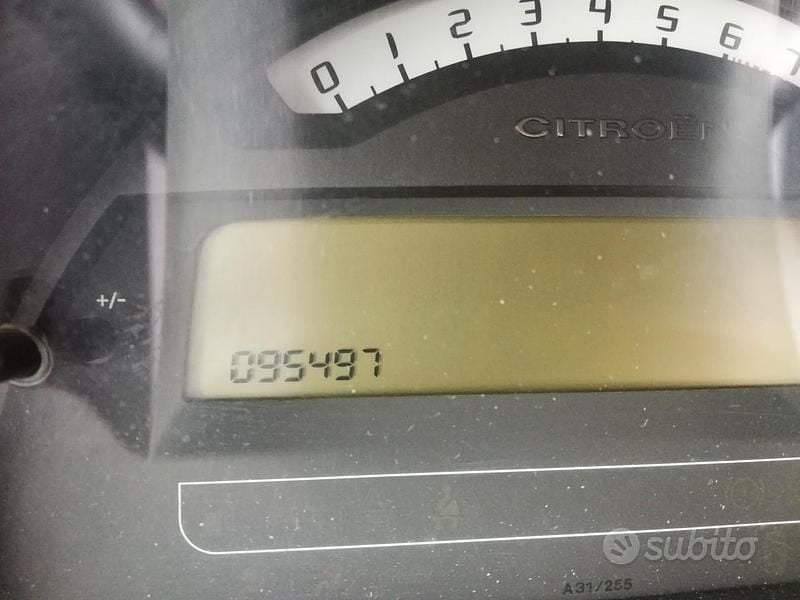 0 1 2 3 4 5 6 7
CITROËN
+/-
095497
subito
A31/255